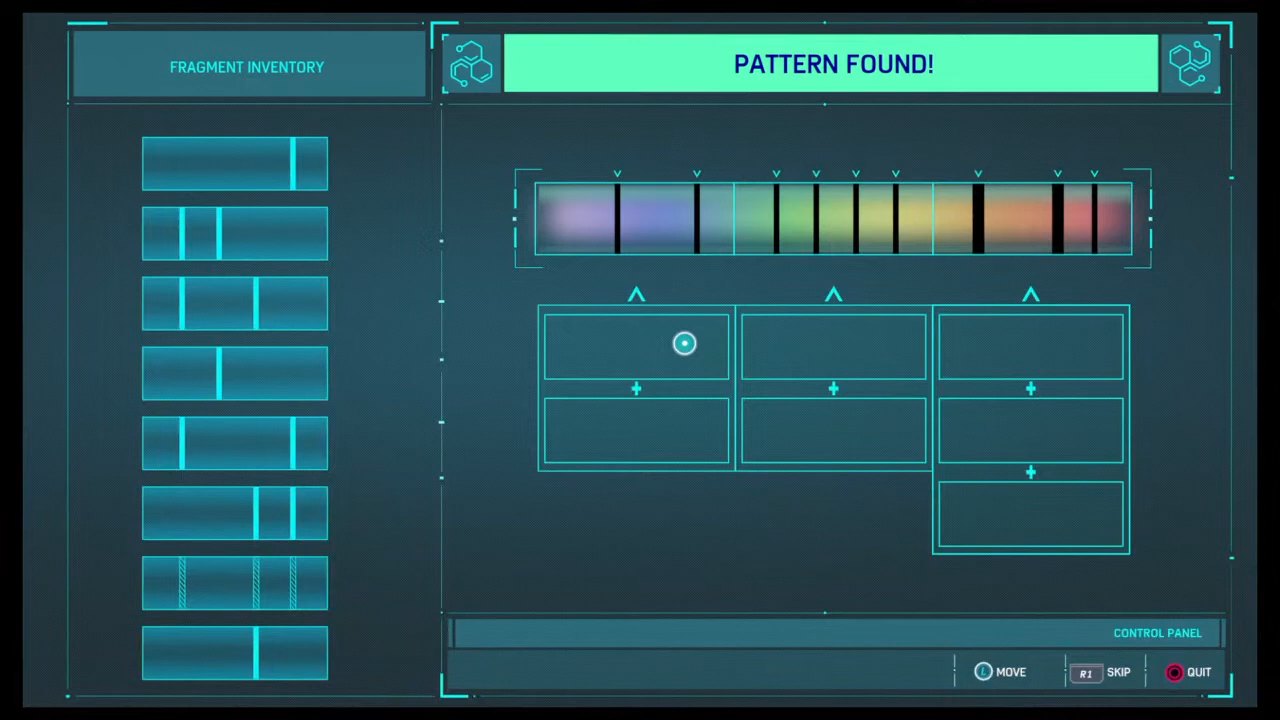 FRAGMENT INVENTORY
PATTERN FOUND!
CONTROL PANEL
L MOVE
R1 SKIP
QUIT